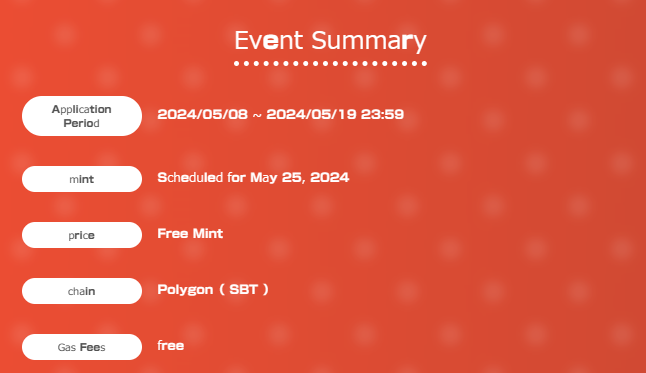 Event Summary
Application
Period
2024/05/08 ~ 2024/05/19 23:59
mint
Scheduled for May 25, 2024
price
Free Mint
chain
Polygon ( SBT )
Gas Fees
free